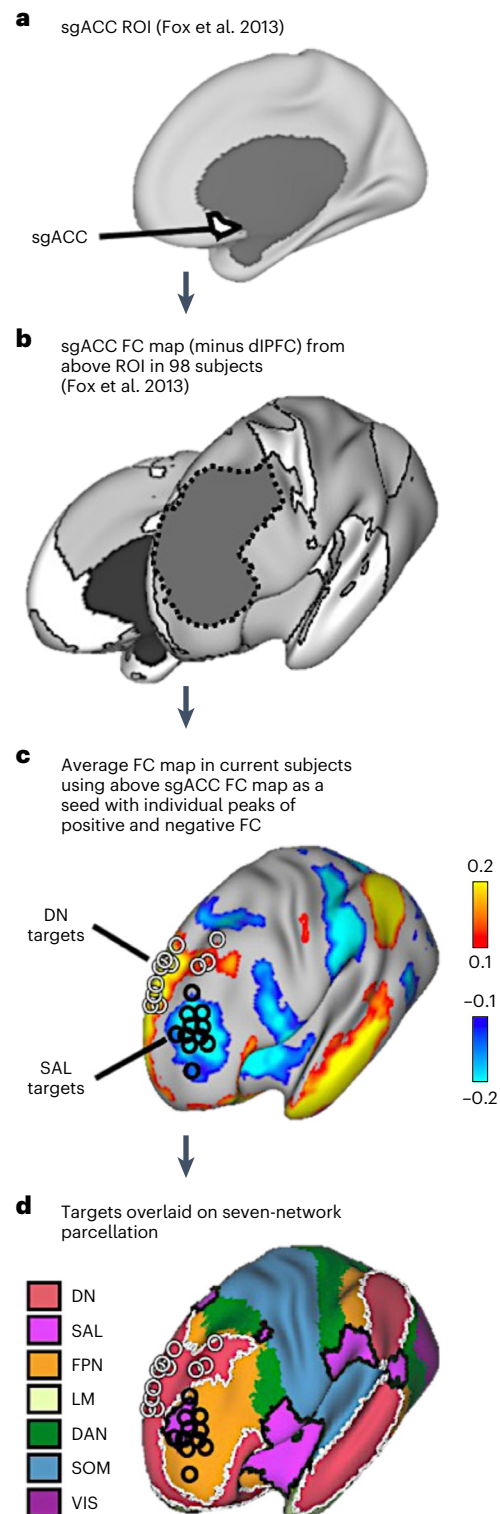 a
sgACC ROI (Fox et al. 2013)
sgACC
b
sgACC FC map (minus dlPFC) from
above ROI in 98 subjects
(Fox et al. 2013)
c
Average FC map in current subjects
using above sgACC FC map as a
seed with individual peaks of
positive and negative FC
DN
targets
SAL
targets
0.2
0.1
−0.1
−0.2
d
Targets overlaid on seven-network
parcellation
DN
SAL
FPN
LM
DAN
SOM
VIS